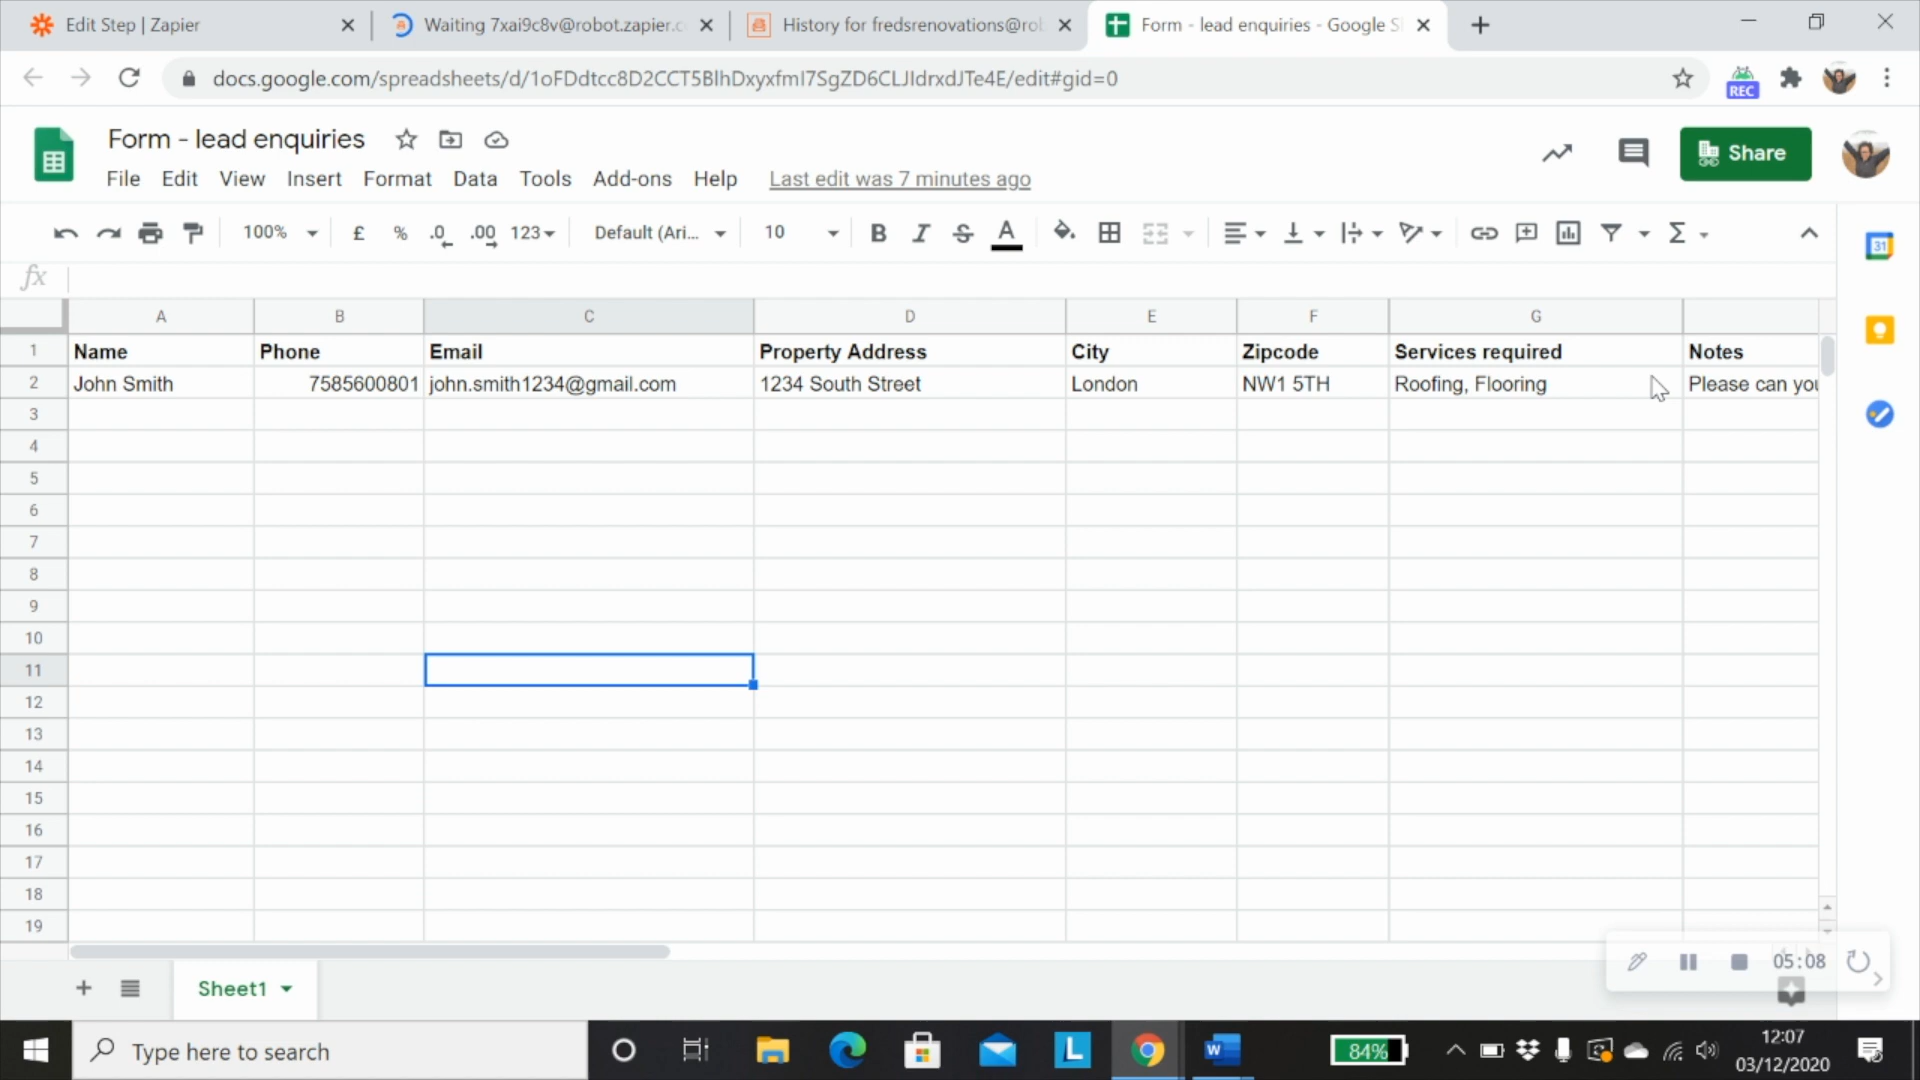 Edit Step | Zapier
Waiting 7xai9c8v@robot.zapier.c
History for fredsrenovations@ro
Form - lead enquiries - Google S
docs.google.com/spreadsheets/d/1oFDdtcc8D2CCT5BlhDxyxfmI7SgZD6CLJIdrxdJTe4E/edit#gid=0
REC
Form - lead enquiries
Share
File Edit View Insert Format Data Tools Add-ons Help Last edit was 7 minutes ago
100% £ % .0 .00 123 Default (Ari... 10 B I S A Σ
31
fx
A B C D E F G
1 Name Phone Email Property Address City Zipcode Services required Notes
2 John Smith 7585600801 john.smith1234@gmail.com 1234 South Street London NW1 5TH Roofing, Flooring Please can you
3
4
5
6
7
8
9
10
11
12
13
14
15
16
17
18
19
05:08
Sheet1
Type here to search
L
W
84%
12:07
03/12/2020